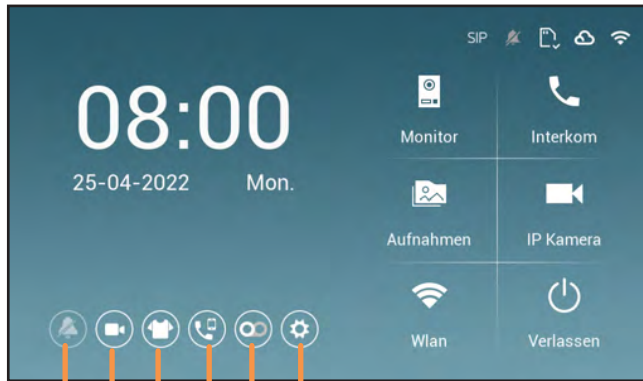 SIP
08:00
25-04-2022 Mon.
Monitor Interkom
Aufnahmen IP Kamera
Wlan Verlassen